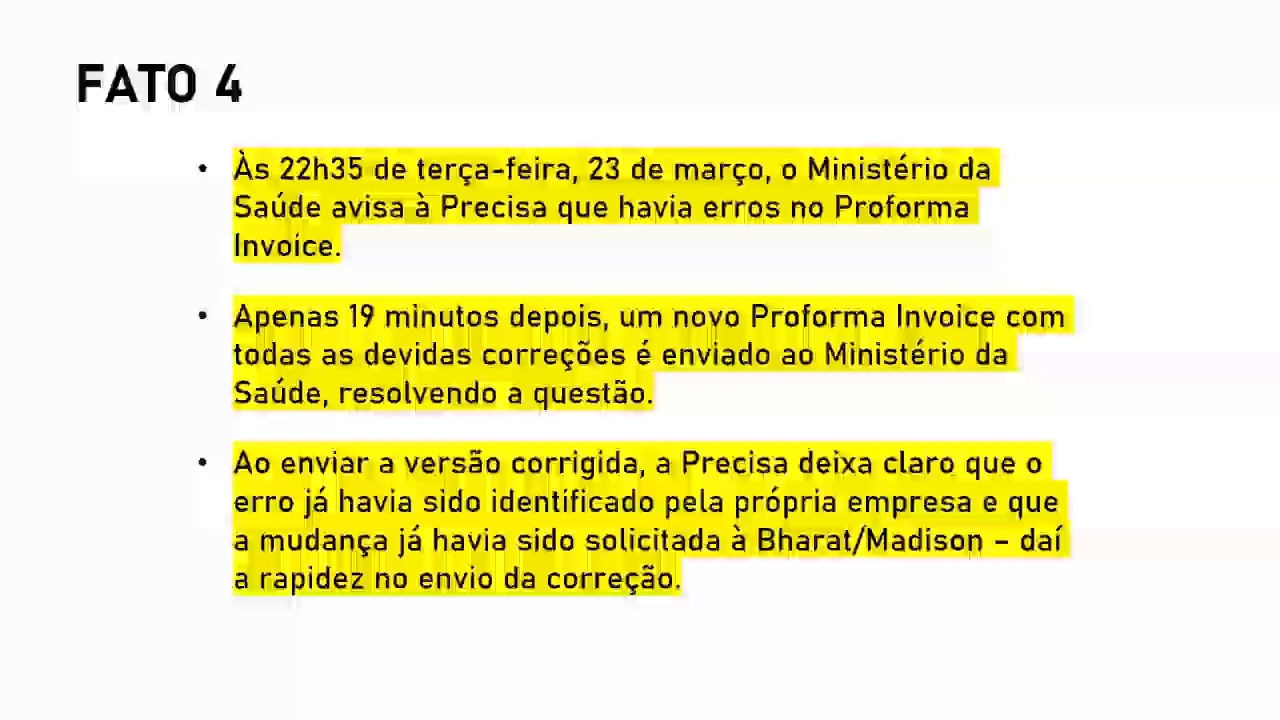 FATO 4
• Às 22h35 de terça-feira, 23 de março, o Ministério da
Saúde avisa à Precisa que havia erros no Proforma
Invoice.
• Apenas 19 minutos depois, um novo Proforma Invoice com
todas as devidas correções é enviado ao Ministério da
Saúde, resolvendo a questão.
• Ao enviar a versão corrigida, a Precisa deixa claro que o
erro já havia sido identificado pela própria empresa e que
a mudança já havia sido solicitada à Bharat/Madison – daí
a rapidez no envio da correção.